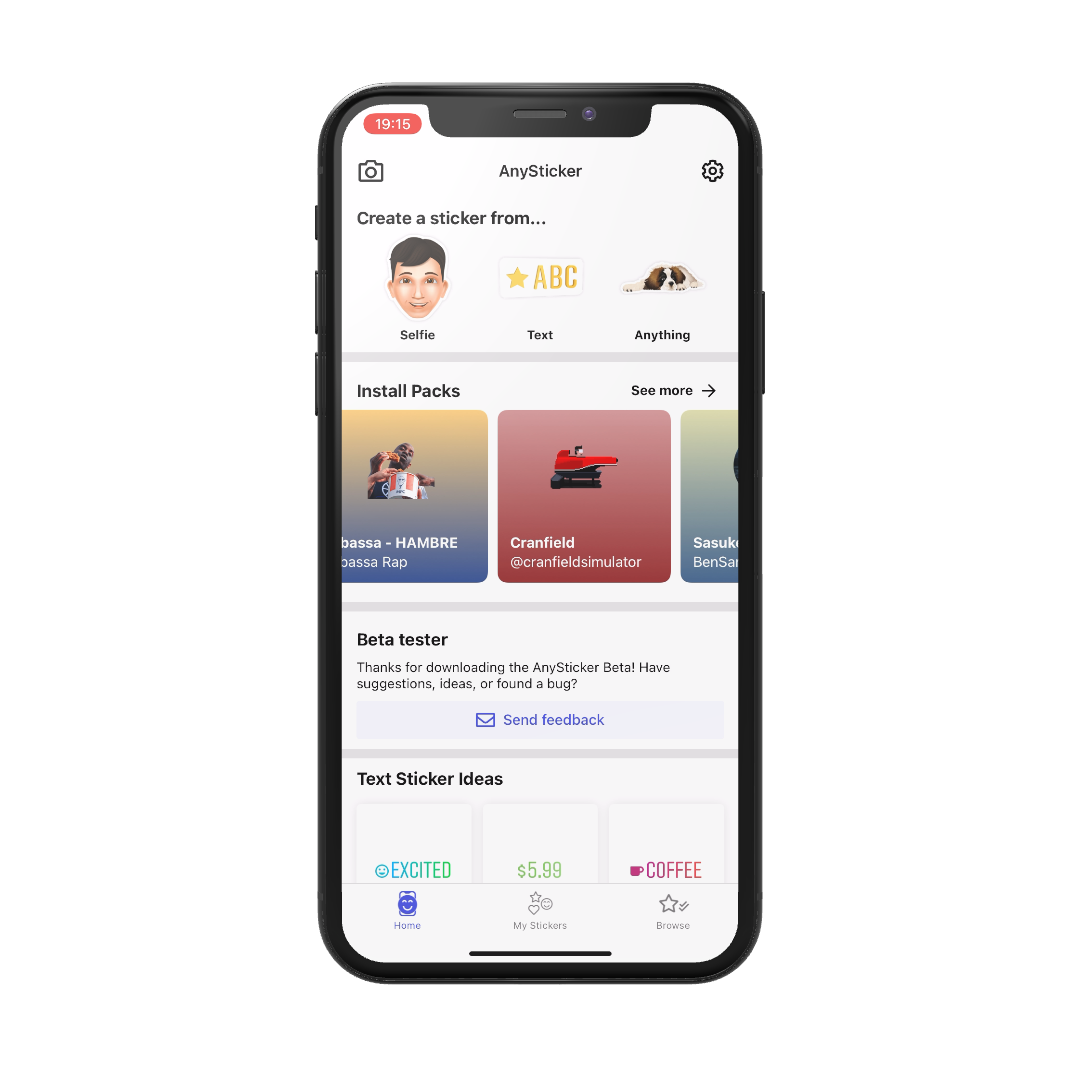 19:15
AnySticker
Create a sticker from...
ABC
Selfie
Text
Anything
Install Packs
See more
bassa - HAMBRE
bassa Rap
Cranfield
@cranfieldsimulator
Sasuk
BenSar
Beta tester
Thanks for downloading the AnySticker Beta! Have
suggestions, ideas, or found a bug?
Send feedback
Text Sticker Ideas
EXCITED
$5.99
COFFEE
Home
My Stickers
Browse